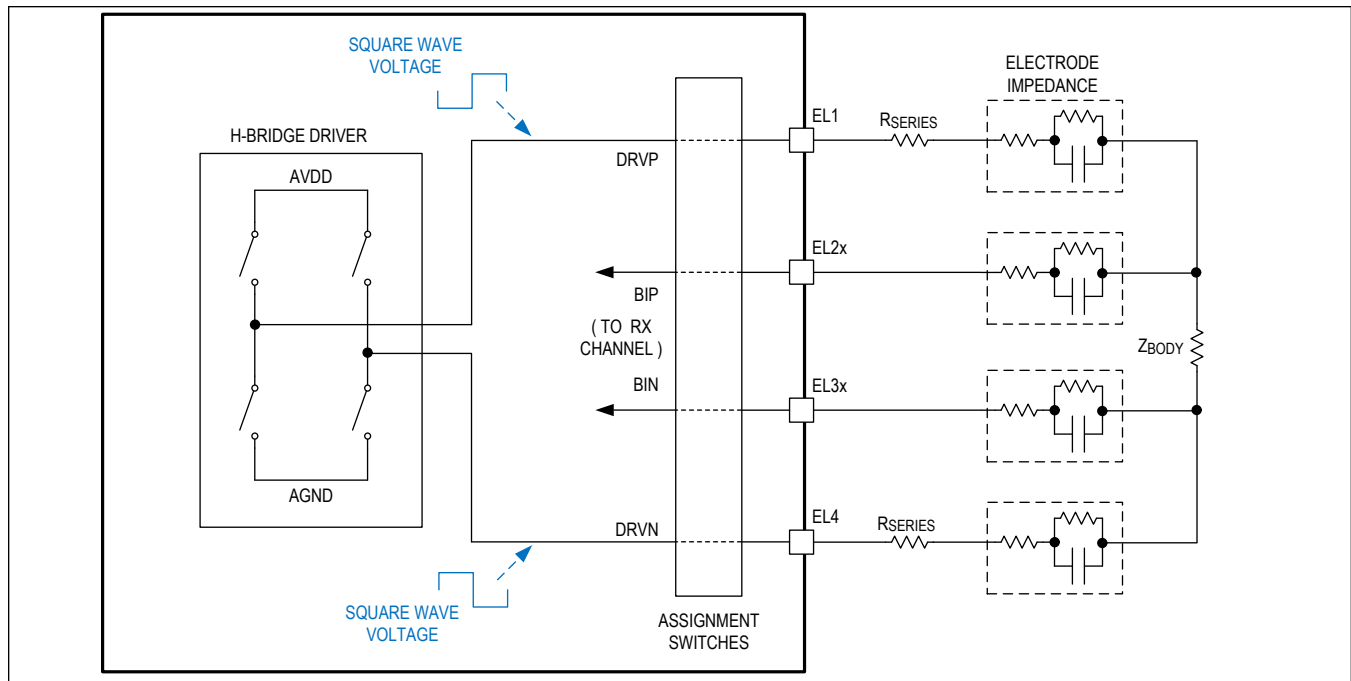 SQUARE WAVE
VOLTAGE
H-BRIDGE DRIVER
AVDD
AGND
DRVP
BIP
( TO RX
CHANNEL )
BIN
DRVN
SQUARE WAVE
VOLTAGE
ASSIGNMENT
SWITCHES
EL1
EL2x
EL3x
EL4
RSERIES
RSERIES
ELECTRODE
IMPEDANCE
ZBODY